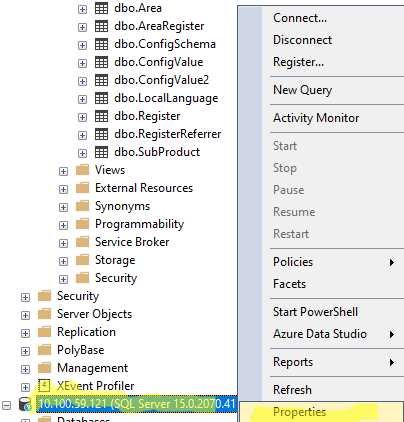 dbo.Area
dbo.AreaRegister
dbo.ConfigSchema
dbo.ConfigValue
dbo.ConfigValue2
dbo.LocalLanguage
dbo.Register
dbo.RegisterReferrer
dbo.SubProduct
Views
External Resources
Synonyms
Programmability
Service Broker
Storage
Security
Security
Server Objects
Replication
PolyBase
Management
XEvent Profiler
10.100.59.121 (SQL Server 15.0.2070.41
Databases
Connect...
Disconnect
Register...
New Query
Activity Monitor
Start
Stop
Pause
Resume
Restart
Policies
Facets
Start PowerShell
Azure Data Studio
Reports
Refresh
Properties